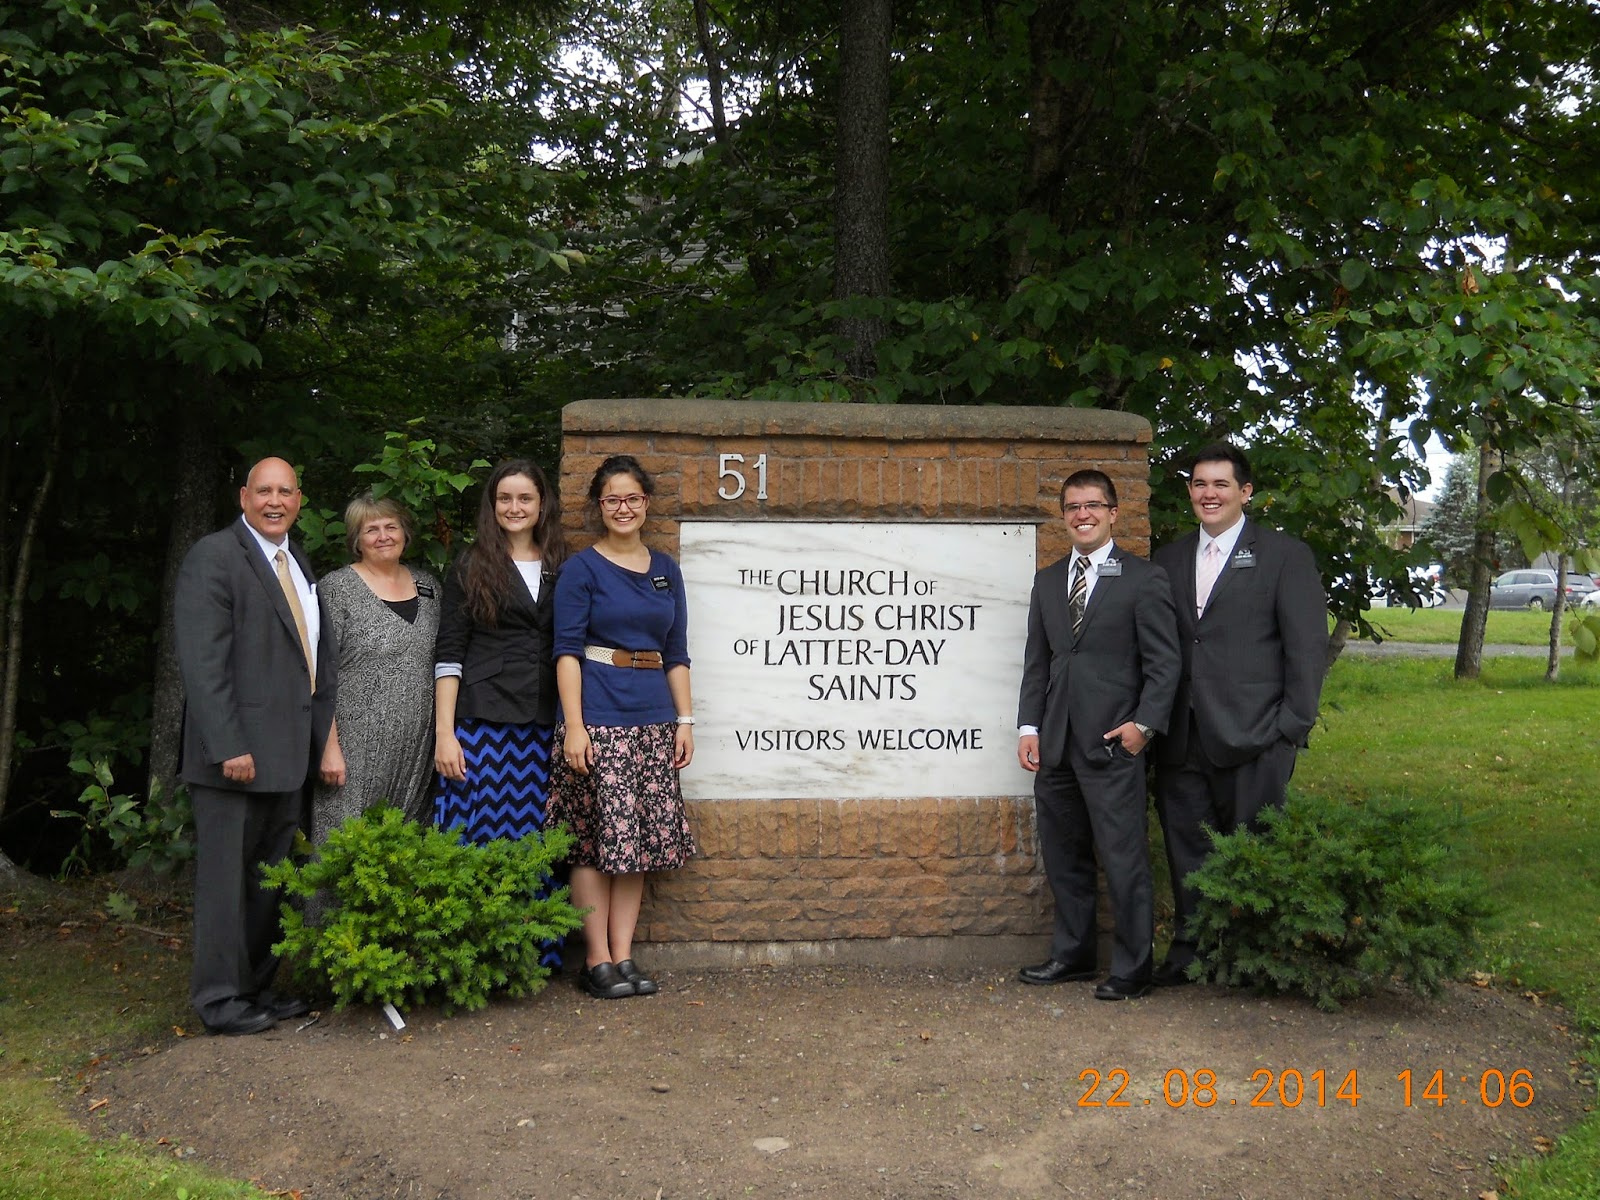 51
THE CHURCH OF
JESUS CHRIST
OF LATTER-DAY
SAINTS
VISITORS WELCOME
22.08.2014 14:06